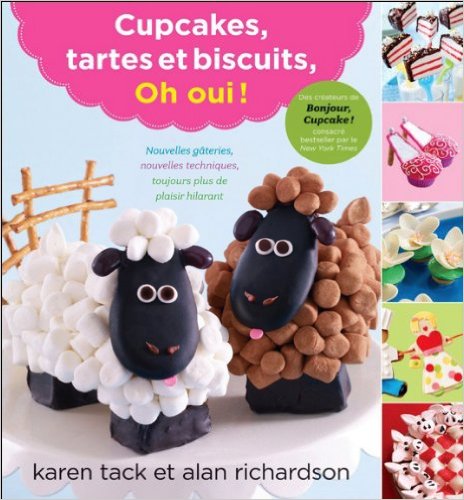 Cupcakes,
tartes et biscuits,
Oh oui !
Des créateurs de
Bonjour,
Cupcake !
consacré
bestseller par le
New York Times
Nouvelles gâteries,
nouvelles techniques,
toujours plus de
plaisir hilarant
karen tack et alan richardson